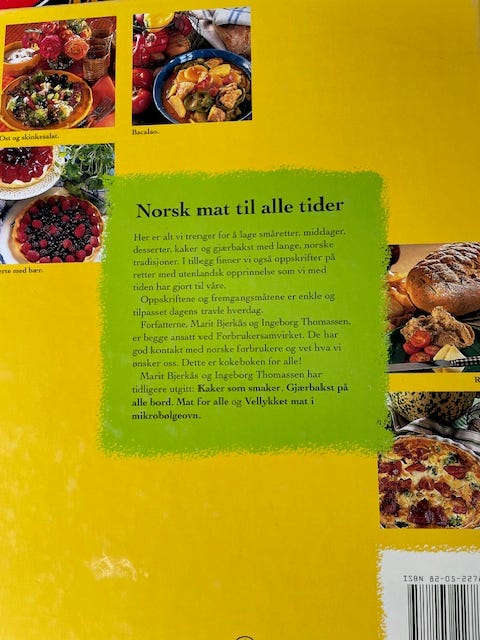 Ost og skinkesalat.
Bacalao.
erte med bær.
Norsk mat til alle tider
Her er alt vi trenger for å lage småretter, middager,
desserter, kaker og gjærbakst med lange, norske
tradisjoner. I tillegg finner vi også oppskrifter på
retter med utenlandsk opprinnelse som vi med
tiden har gjort til våre.
Oppskriftene og fremgangsmåtene er enkle og
tilpasset dagens travle hverdag.
Forfatterne, Marit Bjerkås og Ingeborg Thomassen,
er begge ansatt ved Forbrukersamvirket. De har
god kontakt med norske forbrukere og vet hva vi
ønsker oss. Dette er kokeboken for alle!
Marit Bjerkås og Ingeborg Thomassen har
tidligere utgitt: Kaker som smaker. Gjærbakst på
alle bord. Mat for alle og Vellykket mat i
mikrobølgeovn.
R
ISBN 82-05-227